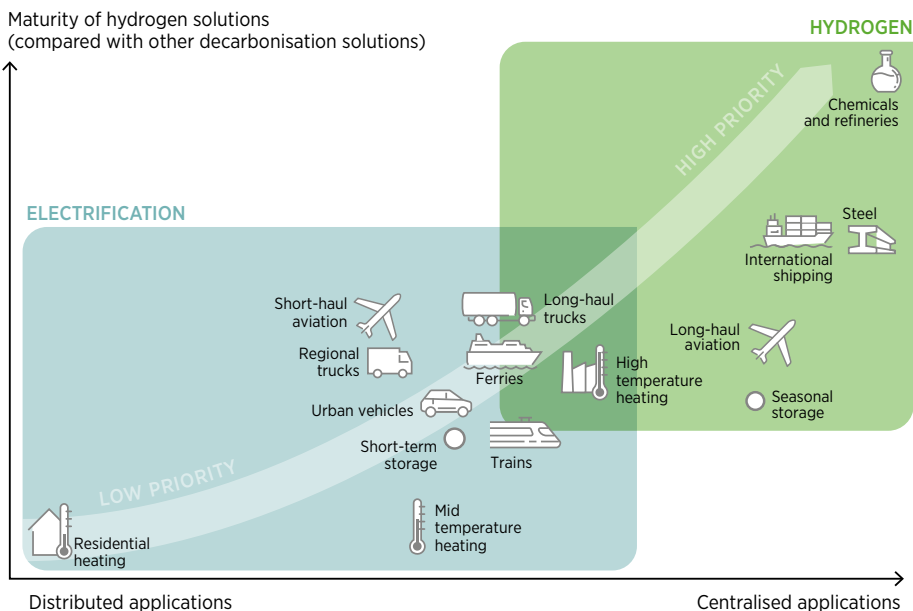 Maturity of hydrogen solutions
(compared with other decarbonisation solutions)
HYDROGEN
HIGH PRIORITY
Chemicals
and refineries
ELECTRIFICATION
Steel
International
shipping
Short-haul
aviation
Long-haul
trucks
Long-haul
aviation
Regional
trucks
Ferries
High
temperature
heating
Urban vehicles
Seasonal
storage
Short-term
storage
Trains
LOW PRIORITY
Mid
temperature
heating
Residential
heating
Distributed applications
Centralised applications